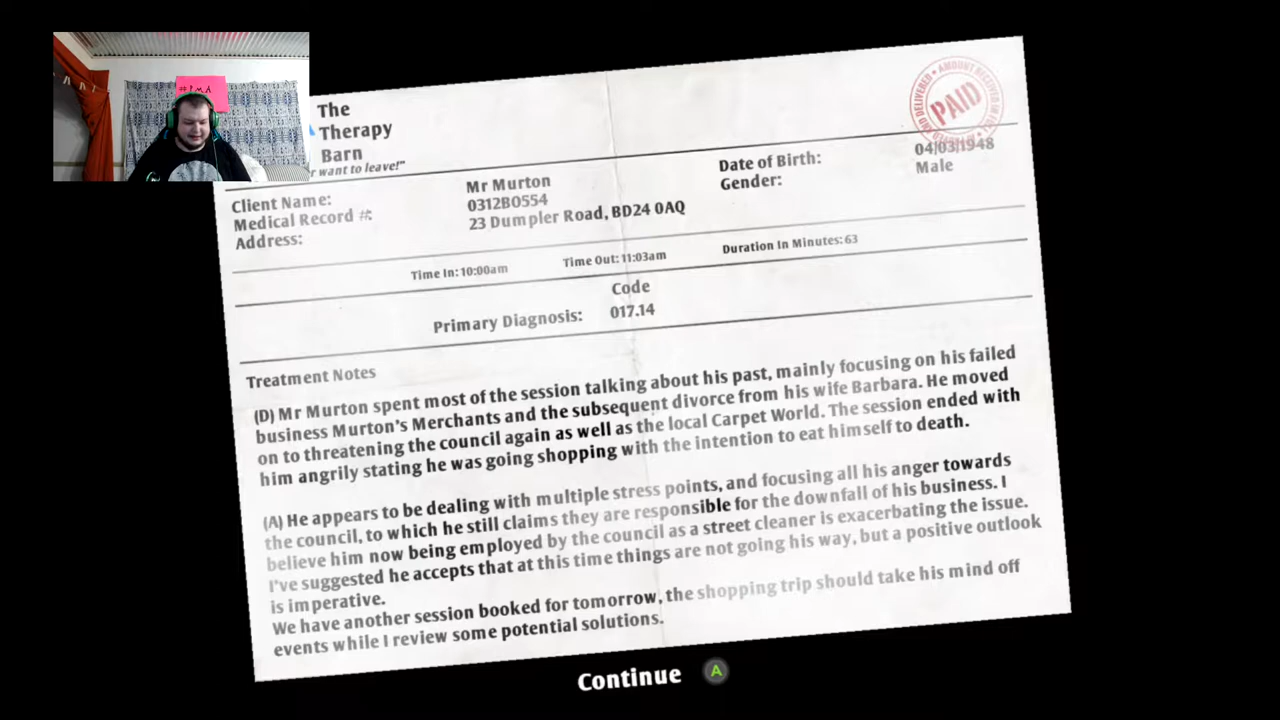 The
Therapy
Barn
want to leave!"
AMOUNT RECEIVED IN FULL
PAID
Client Name: Mr Murton Date of Birth: 04/03/1948
Medical Record #: 0312B0554 Gender: Male
Address: 23 Dumpler Road, BD24 0AQ
Time In: 10:00am Time Out: 11:03am Duration In Minutes: 63
Code
Primary Diagnosis: 017.14
Treatment Notes
(D) Mr Murton spent most of the session talking about his past, mainly focusing on his failed
business Murton's Merchants and the subsequent divorce from his wife Barbara. He moved
on to threatening the council again as well as the local Carpet World. The session ended with
him angrily stating he was going shopping with the intention to eat himself to death.
(A) He appears to be dealing with multiple stress points, and focusing all his anger towards
the council, to which he still claims they are responsible for the downfall of his business. I
believe him now being employed by the council as a street cleaner is exacerbating the issue.
I've suggested he accepts that at this time things are not going his way, but a positive outlook
is imperative.
We have another session booked for tomorrow, the shopping trip should take his mind off
events while I review some potential solutions.
Continue A